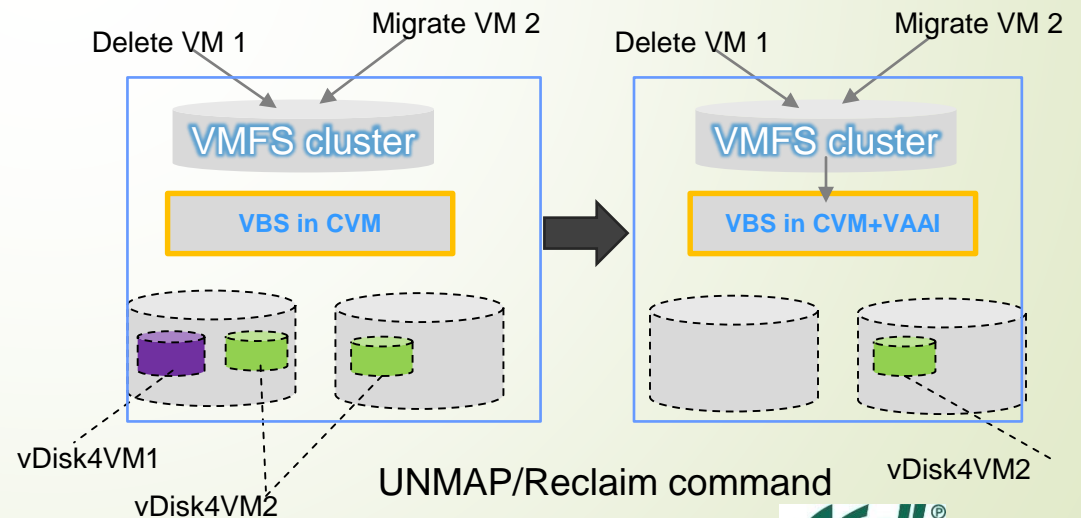 Delete VM 1
Migrate VM 2
VMFS cluster
VBS in CVM
vDisk4VM1
vDisk4VM2
Delete VM 1
Migrate VM 2
VMFS cluster
VBS in CVM+VAAI
vDisk4VM2
UNMAP/Reclaim command
®